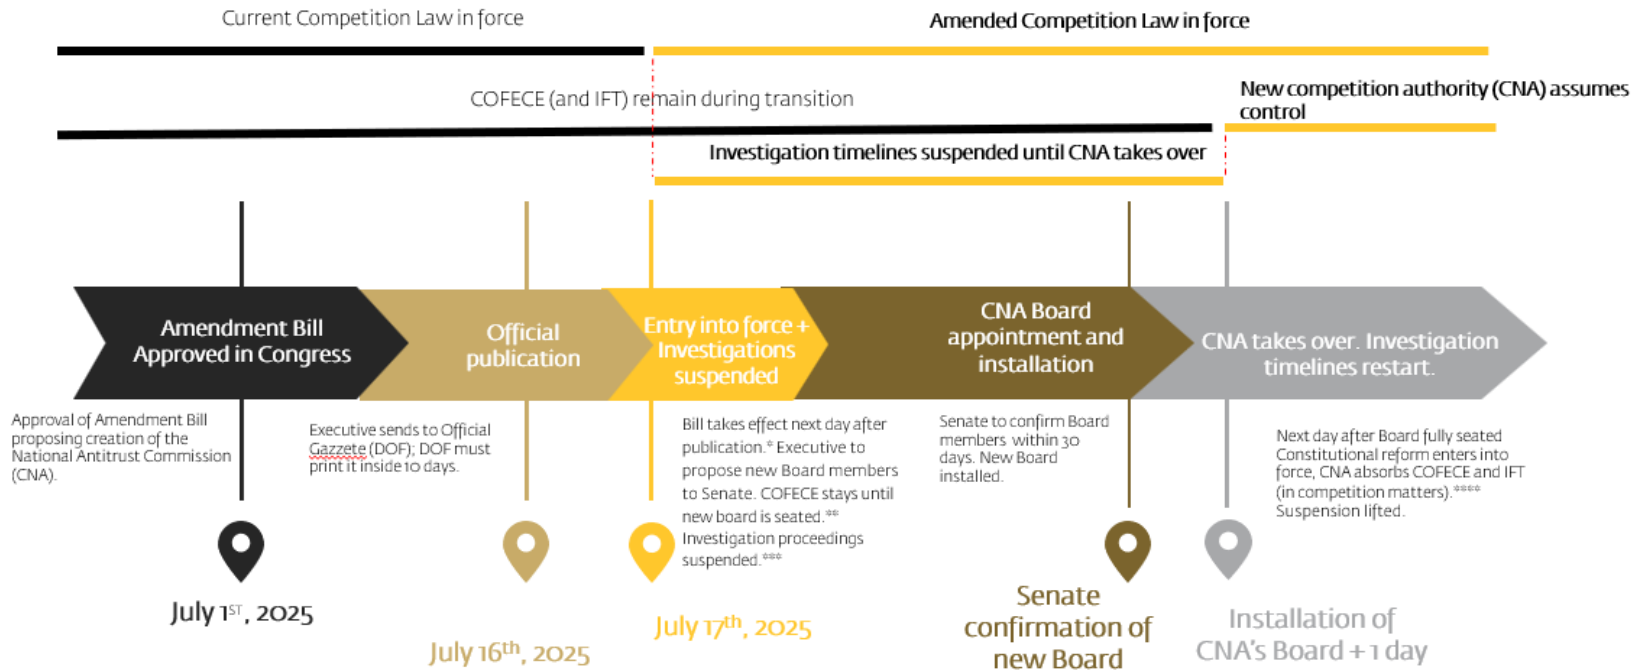 Current Competition Law in force
Amended Competition Law in force
COFECE (and IFT) remain during transition
New competition authority (CNA) assumes
control
Investigation timelines suspended until CNA takes over
Amendment Bill
Approved in Congress
Official
publication
Entry into force +
Investigations
suspended
CNA Board
appointment and
installation
CNA takes over. Investigation
timelines restart.
Approval of Amendment Bill
proposing creation of the
National Antitrust Commission
(CNA).
Executive sends to Official
Gazzete (DOF); DOF must
print it inside 10 days.
Bill takes effect next day after
publication.* Executive to
propose new Board members
to Senate. COFECE stays until
new board is seated.**
Investigation proceedings
suspended.***
Senate to confirm Board
members within 30
days. New Board
installed.
Next day after Board fully seated
Constitutional reform enters into
force, CNA absorbs COFECE and IFT
(in competition matters).****
Suspension lifted.
July 1ST, 2025
July 16th, 2025
July 17th, 2025
Senate
confirmation of
new Board
Installation of
CNA's Board + 1 day